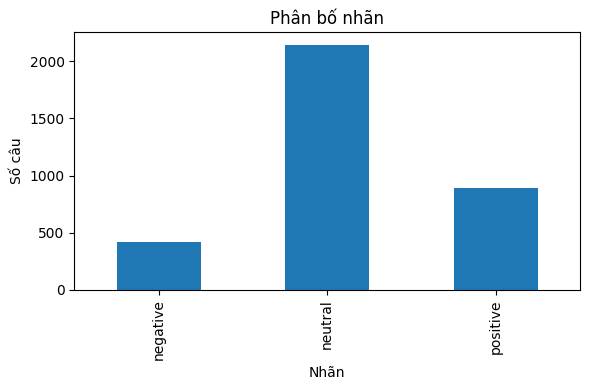 Phân bố nhãn
Số câu
2000
1500
1000
500
0
negative
neutral
positive
Nhãn